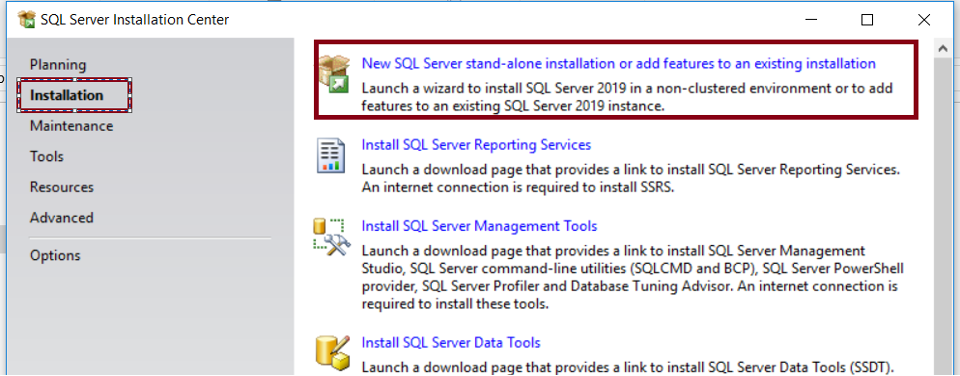 SQL Server Installation Center
Planning
Installation
Maintenance
Tools
Resources
Advanced
Options
New SQL Server stand-alone installation or add features to an existing installation
Launch a wizard to install SQL Server 2019 in a non-clustered environment or to add
features to an existing SQL Server 2019 instance.
Install SQL Server Reporting Services
Launch a download page that provides a link to install SQL Server Reporting Services.
An internet connection is required to install SSRS.
Install SQL Server Management Tools
Launch a download page that provides a link to install SQL Server Management
Studio, SQL Server command-line utilities (SQLCMD and BCP), SQL Server PowerShell
provider, SQL Server Profiler and Database Tuning Advisor. An internet connection is
required to install these tools.
Install SQL Server Data Tools
Launch a download page that provides a link to install SQL Server Data Tools (SSDT).